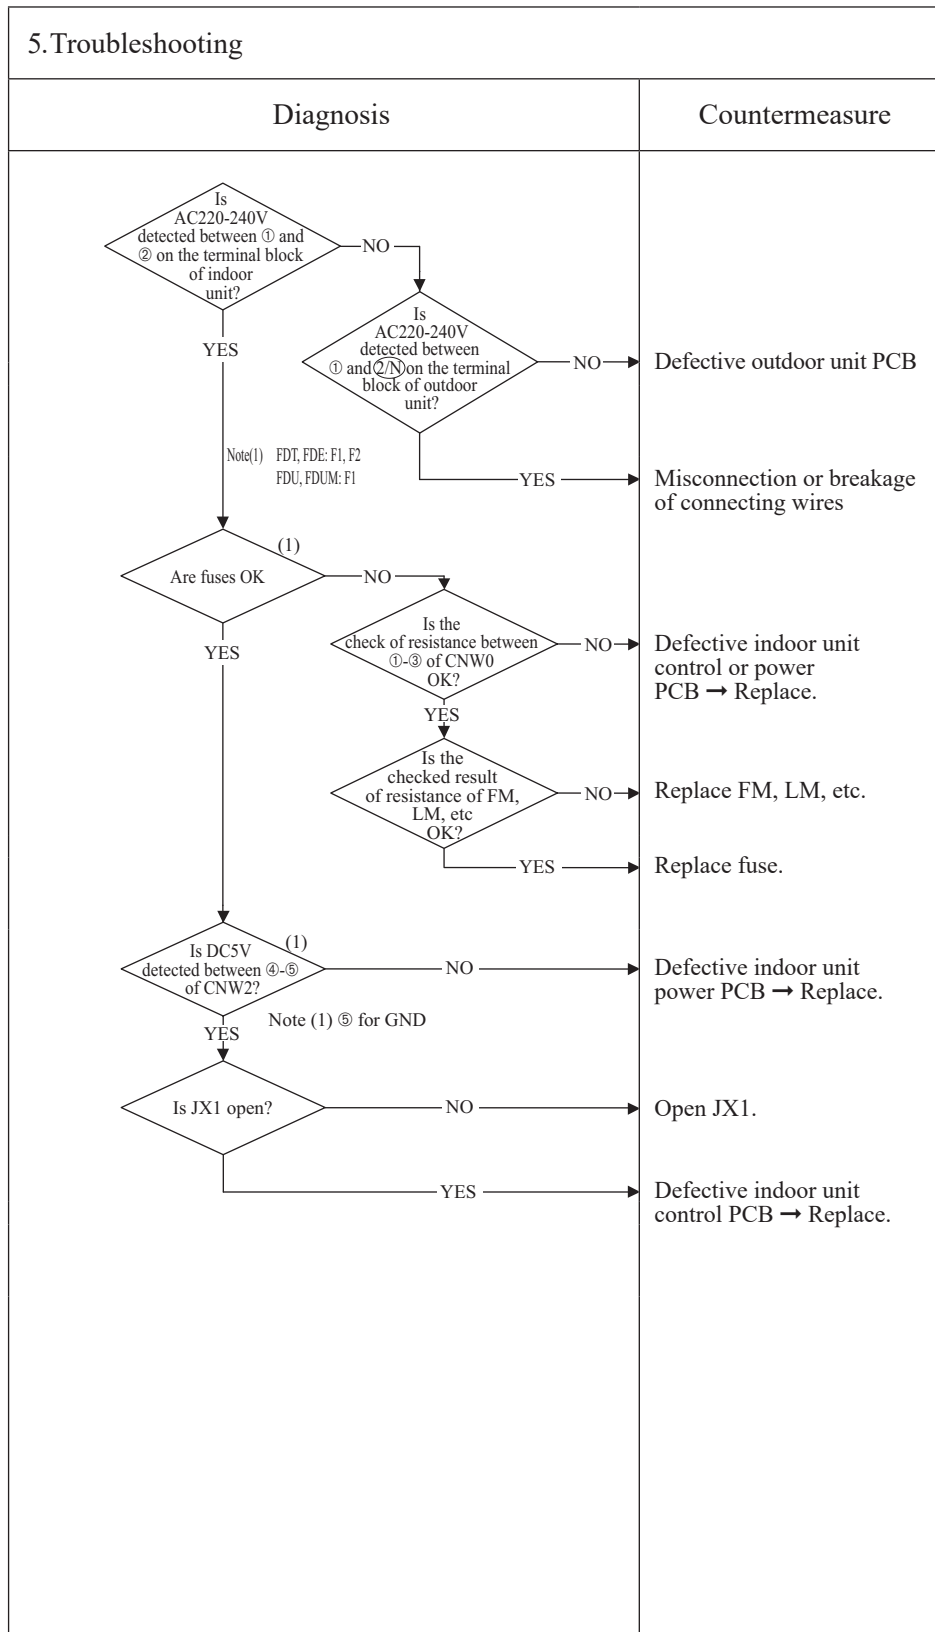 5.Troubleshooting
Diagnosis
Countermeasure
Is
AC220-240V
detected between ① and
② on the terminal block
of indoor
unit?
NO
YES
Is
AC220-240V
detected between
① and 2/N on the terminal
block of outdoor
unit?
NO
Defective outdoor unit PCB
YES
Misconnection or breakage
of connecting wires
Note(1) FDT, FDE: F1, F2
FDU, FDUM: F1
(1)
Are fuses OK
NO
YES
Is the
check of resistance between
①-③ of CNW0
OK?
NO
Defective indoor unit
control or power
PCB → Replace.
YES
Is the
checked result
of resistance of FM,
LM, etc
OK?
NO
Replace FM, LM, etc.
YES
Replace fuse.
(1)
Is DC5V
detected between ④-⑤
of CNW2?
NO
Defective indoor unit
power PCB → Replace.
Note (1) ⑤ for GND
YES
Is JX1 open?
NO
Open JX1.
YES
Defective indoor unit
control PCB → Replace.